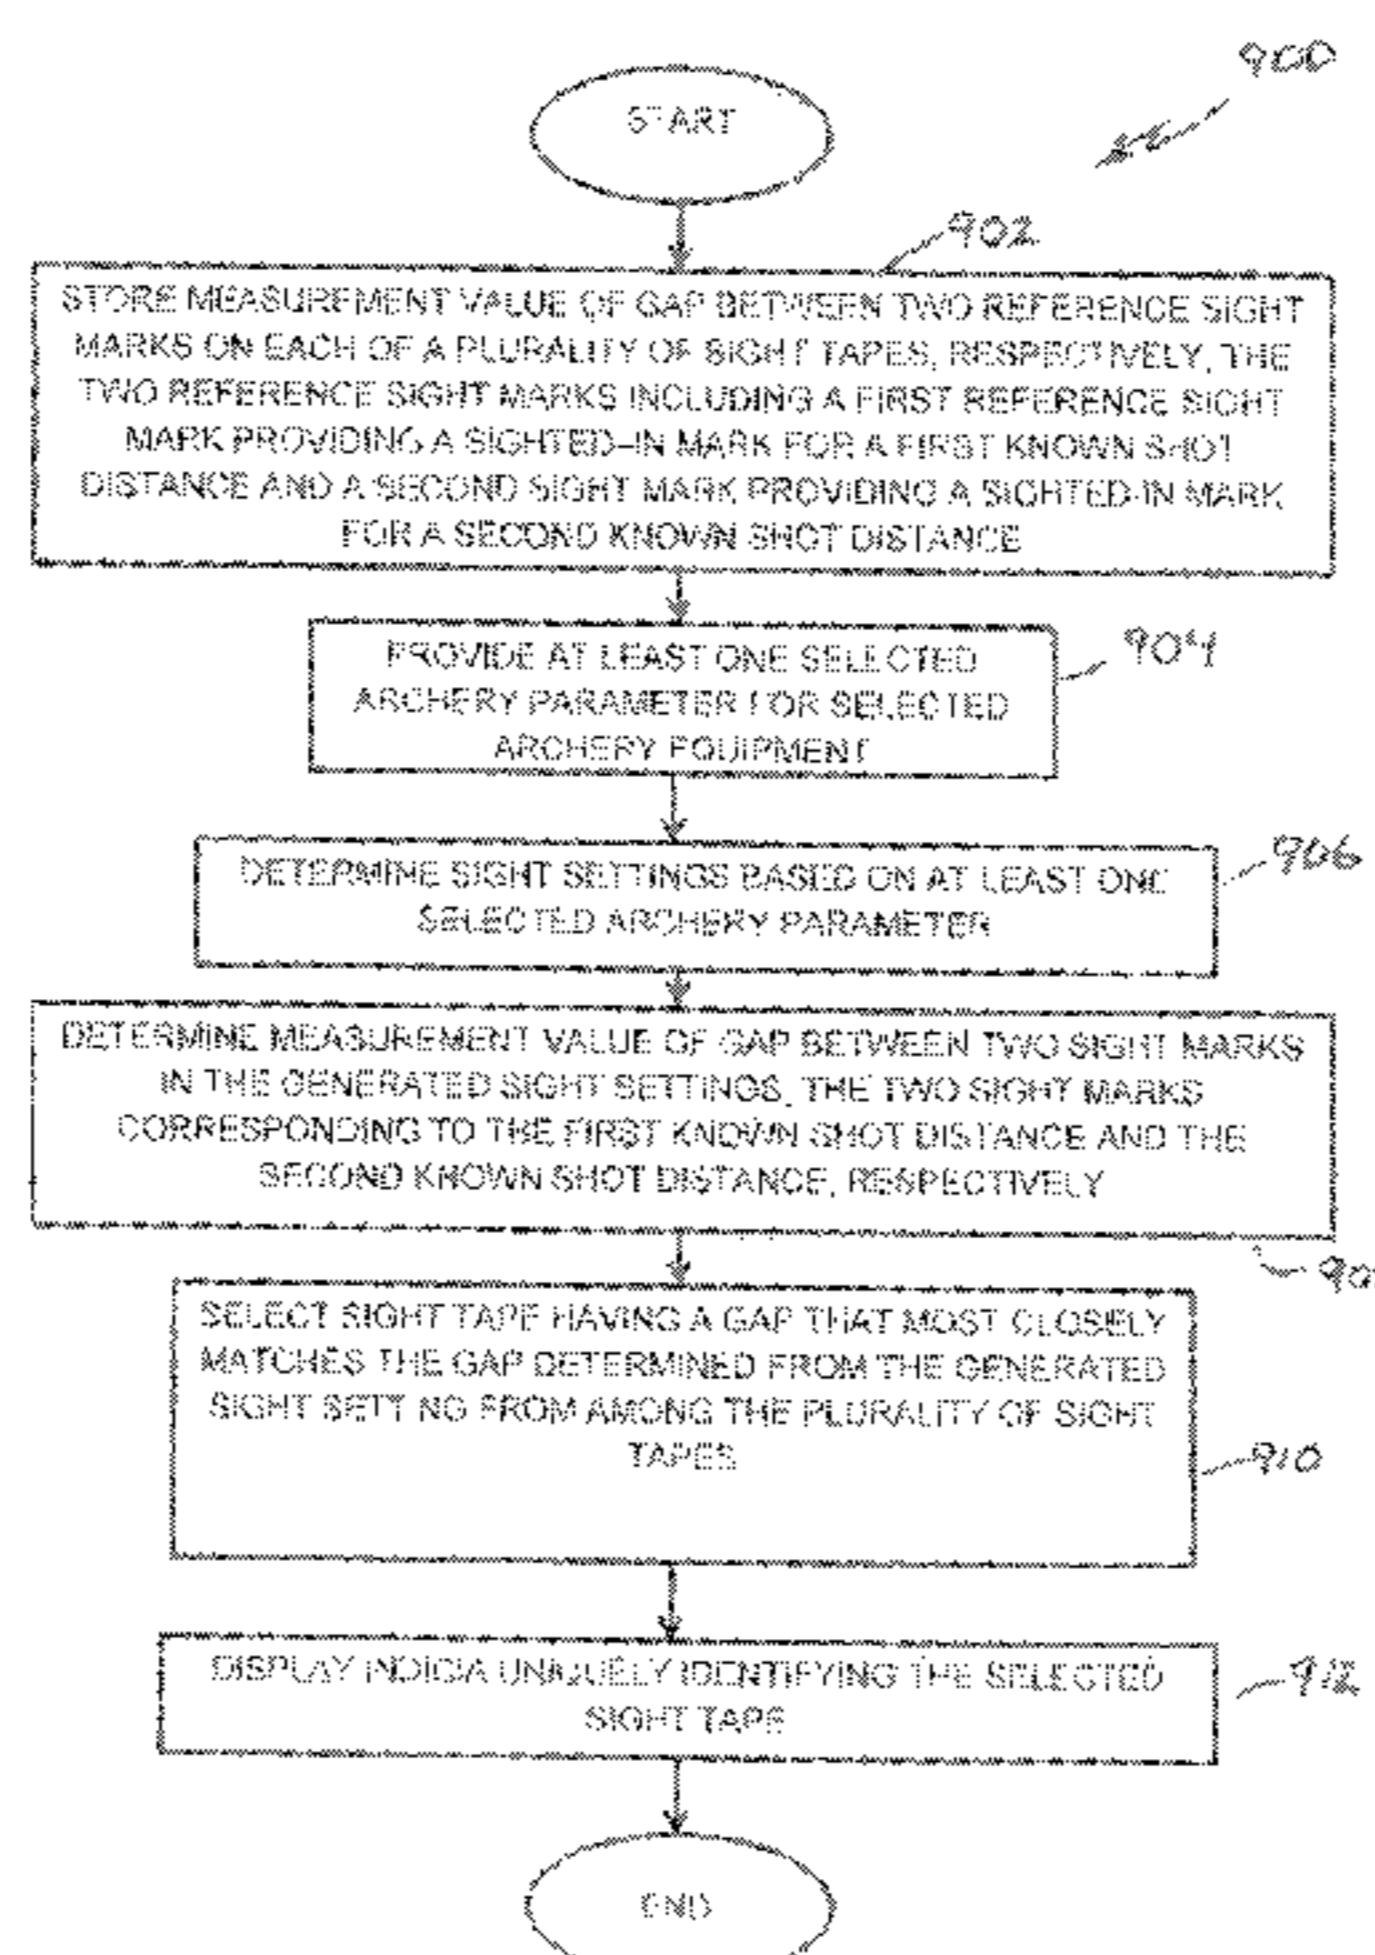 900
START
902
STORE MEASUREMENT VALUE OF GAP BETWEEN TWO REFERENCE SIGHT
MARKS ON EACH OF A PLURALITY OF SIGHT TAPES, RESPECTIVELY, THE
TWO REFERENCE SIGHT MARKS INCLUDING A FIRST REFERENCE SIGHT
MARK PROVIDING A SIGHTED-IN MARK FOR A FIRST KNOWN SHOT
DISTANCE AND A SECOND SIGHT MARK PROVIDING A SIGHTED-IN MARK
FOR A SECOND KNOWN SHOT DISTANCE
904
PROVIDE AT LEAST ONE SELECTED
ARCHERY PARAMETER FOR SELECTED
ARCHERY EQUIPMENT
906
DETERMINE SIGHT SETTINGS BASED ON AT LEAST ONE
SELECTED ARCHERY PARAMETER
DETERMINE MEASUREMENT VALUE OF GAP BETWEEN TWO SIGHT MARKS
IN THE GENERATED SIGHT SETTINGS, THE TWO SIGHT MARKS
CORRESPONDING TO THE FIRST KNOWN SHOT DISTANCE AND THE
SECOND KNOWN SHOT DISTANCE, RESPECTIVELY
SELECT SIGHT TAPE HAVING A GAP THAT MOST CLOSELY
MATCHES THE GAP DETERMINED FROM THE GENERATED
SIGHT SETTING FROM AMONG THE PLURALITY OF SIGHT
TAPES
910
DISPLAY INDICIA UNIQUELY IDENTIFYING THE SELECTED
SIGHT TAPE
912
END